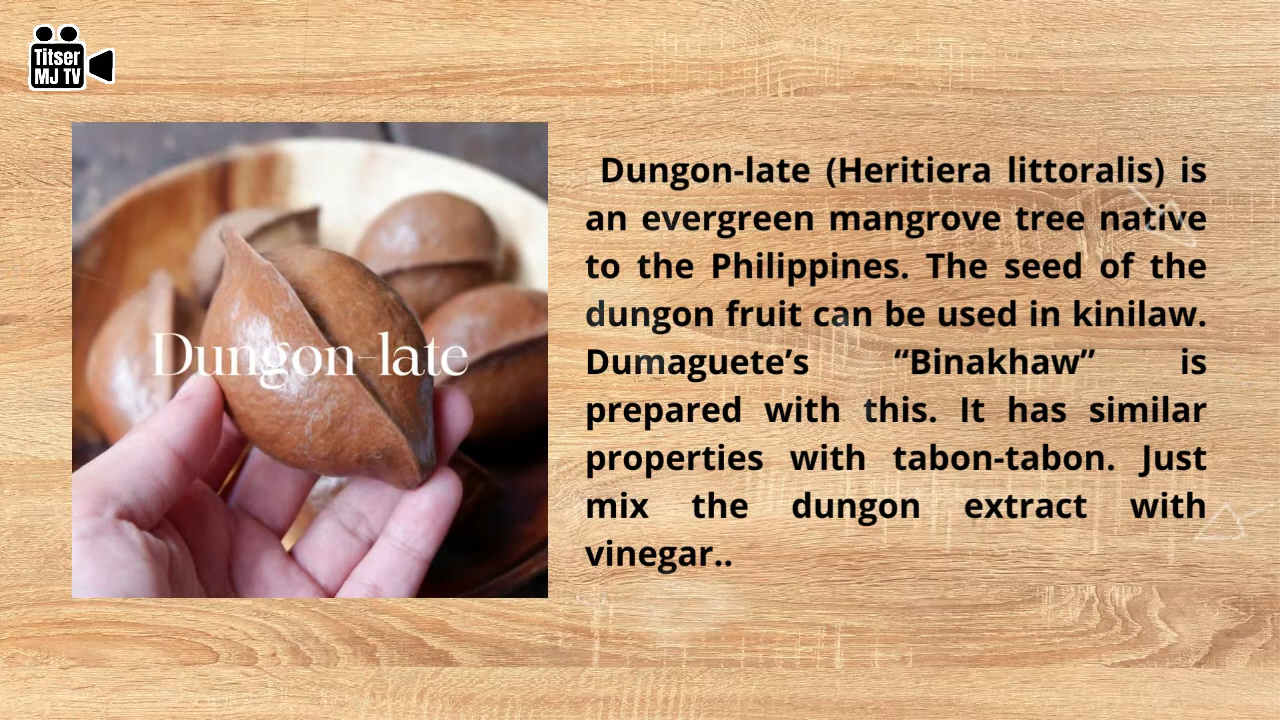 Titser
MJ TV
Dungon-late
Dungon-late (Heritiera littoralis) is
an evergreen mangrove tree native
to the Philippines. The seed of the
dungon fruit can be used in kinilaw.
Dumaguete’s “Binakhaw” is
prepared with this. It has similar
properties with tabon-tabon. Just
mix the dungon extract with
vinegar..